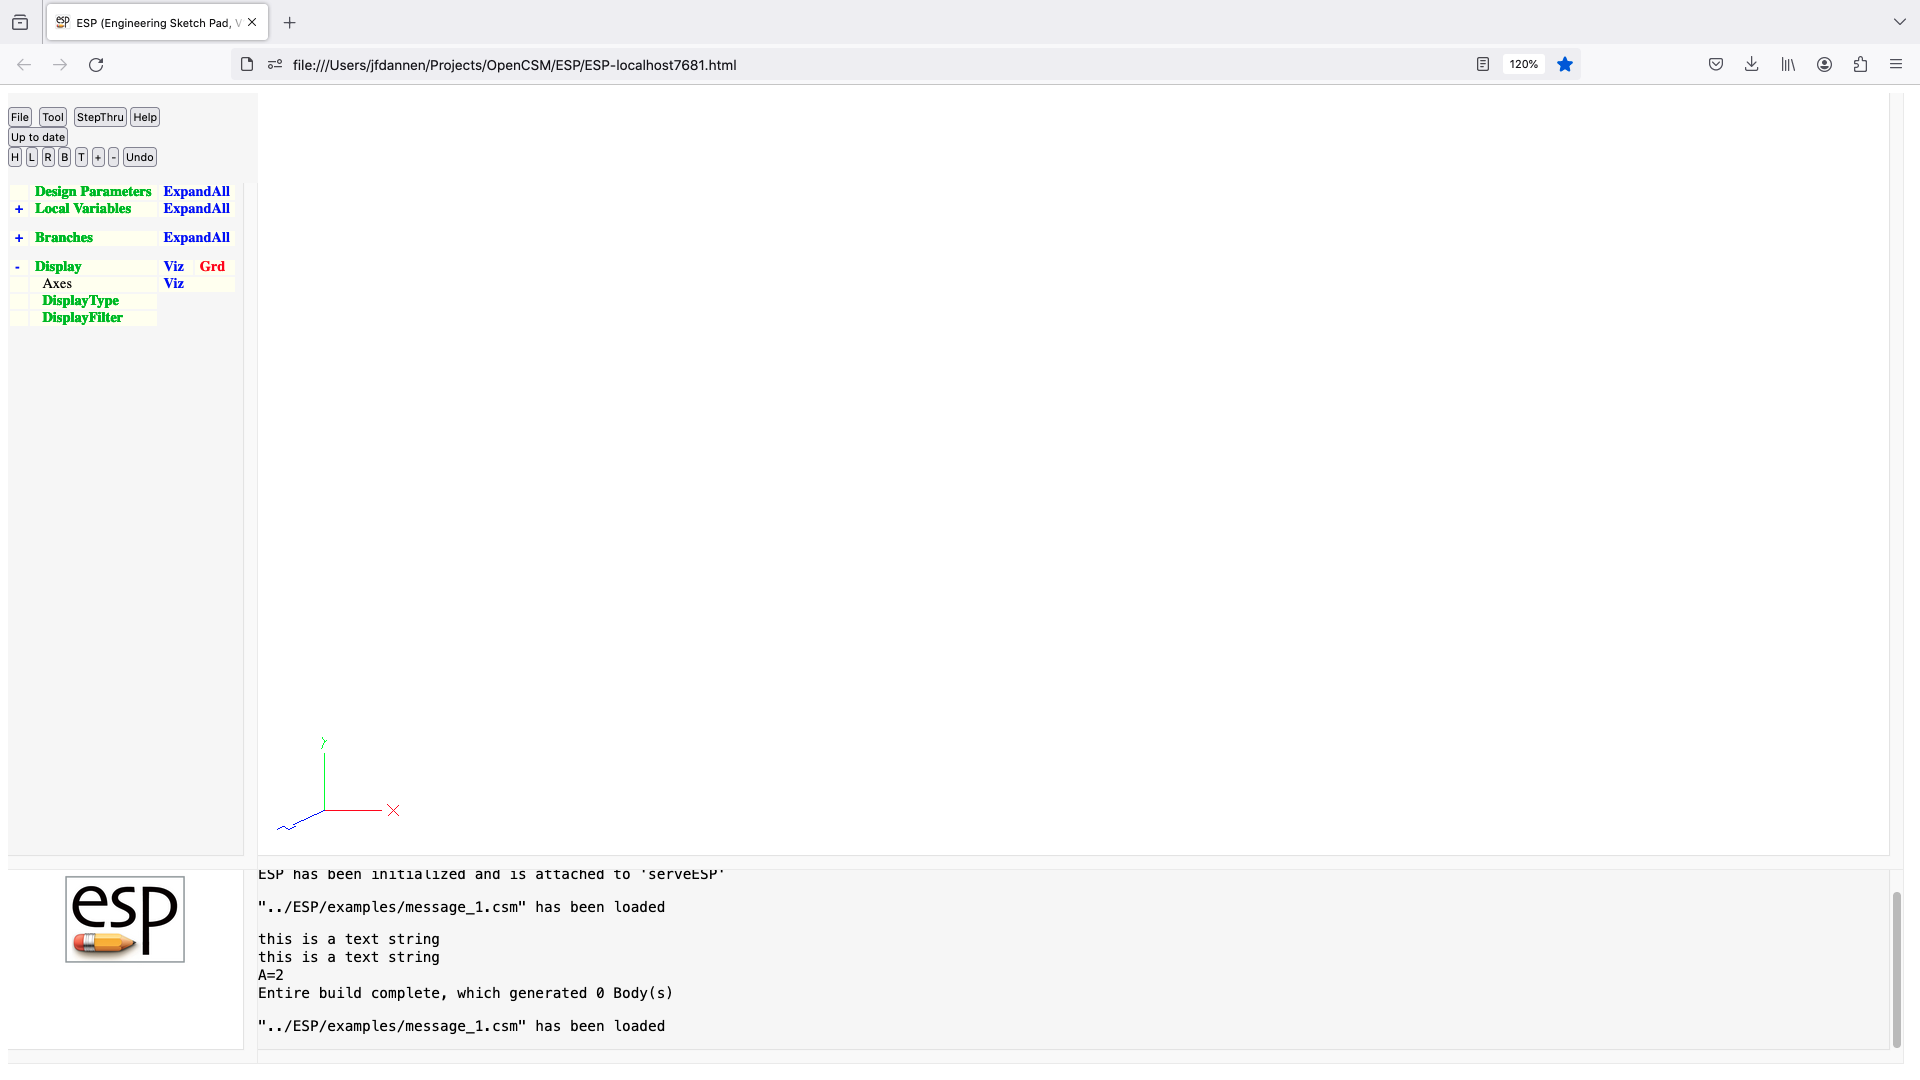 ESP (Engineering Sketch Pad, V
file:///Users/jfdannen/Projects/OpenCSM/ESP/ESP-localhost7681.html
120%
File Tool StepThru Help
Up to date
H L R B T + - Undo
Design Parameters ExpandAll
+ Local Variables ExpandAll
+ Branches ExpandAll
- Display Viz Grd
Axes Viz
DisplayType
DisplayFilter
Y
X
Z
ESP has been initialized and is attached to 'serveESP'
"../ESP/examples/message_1.csm" has been loaded
this is a text string
this is a text string
A=2
Entire build complete, which generated 0 Body(s)
"../ESP/examples/message_1.csm" has been loaded
esp